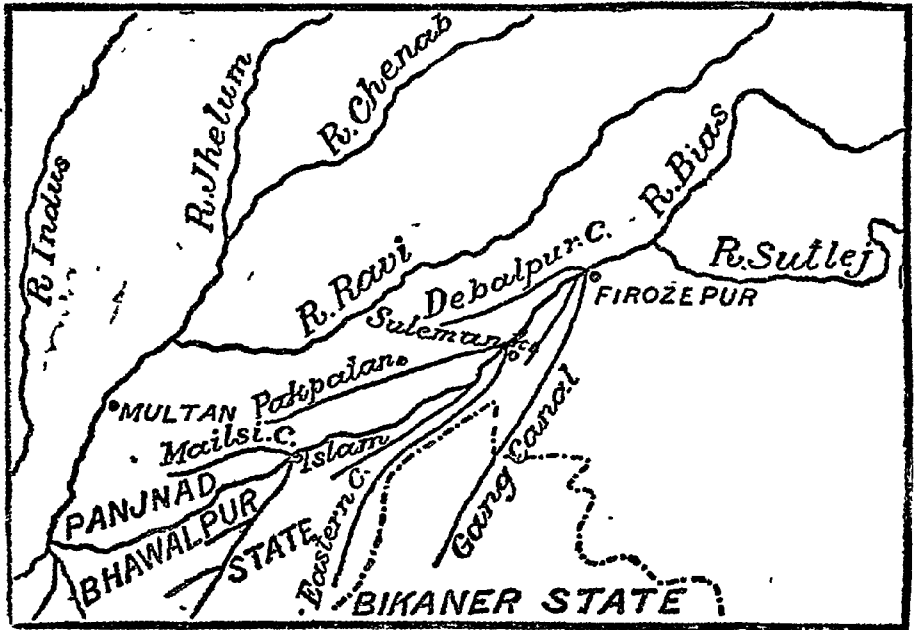 R. Chenab
R. Jhelum
R. Bias
R Indus
R. Sutlej
R. Ravi
Debalpur. C.
FIROZEPUR
Suleman
Pakpatan
MULTAN
Mailsi. C.
Islam
Gang Canal
PANJNAD
Eastern C.
BHAWALPUR
STATE
BIKANER STATE